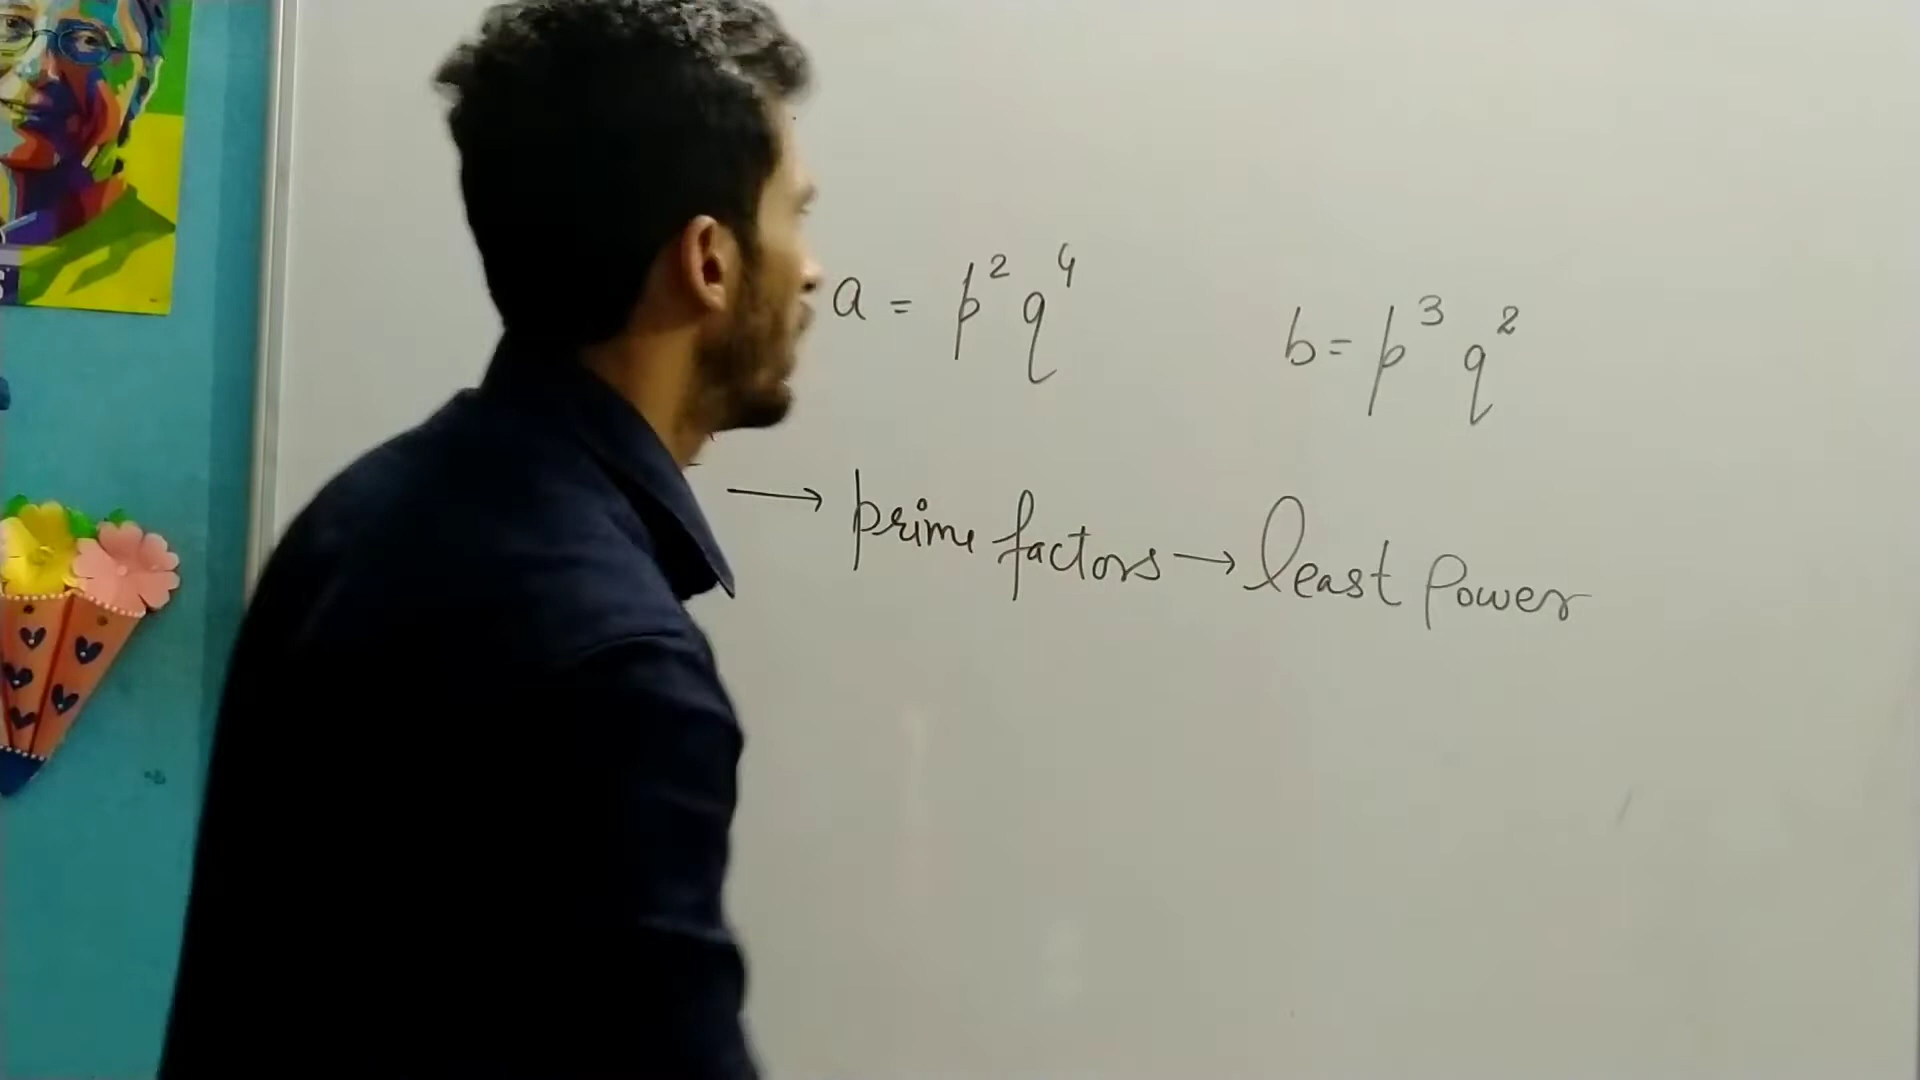 a = p² q⁴
b = p³ q²
→ prime factors → least power